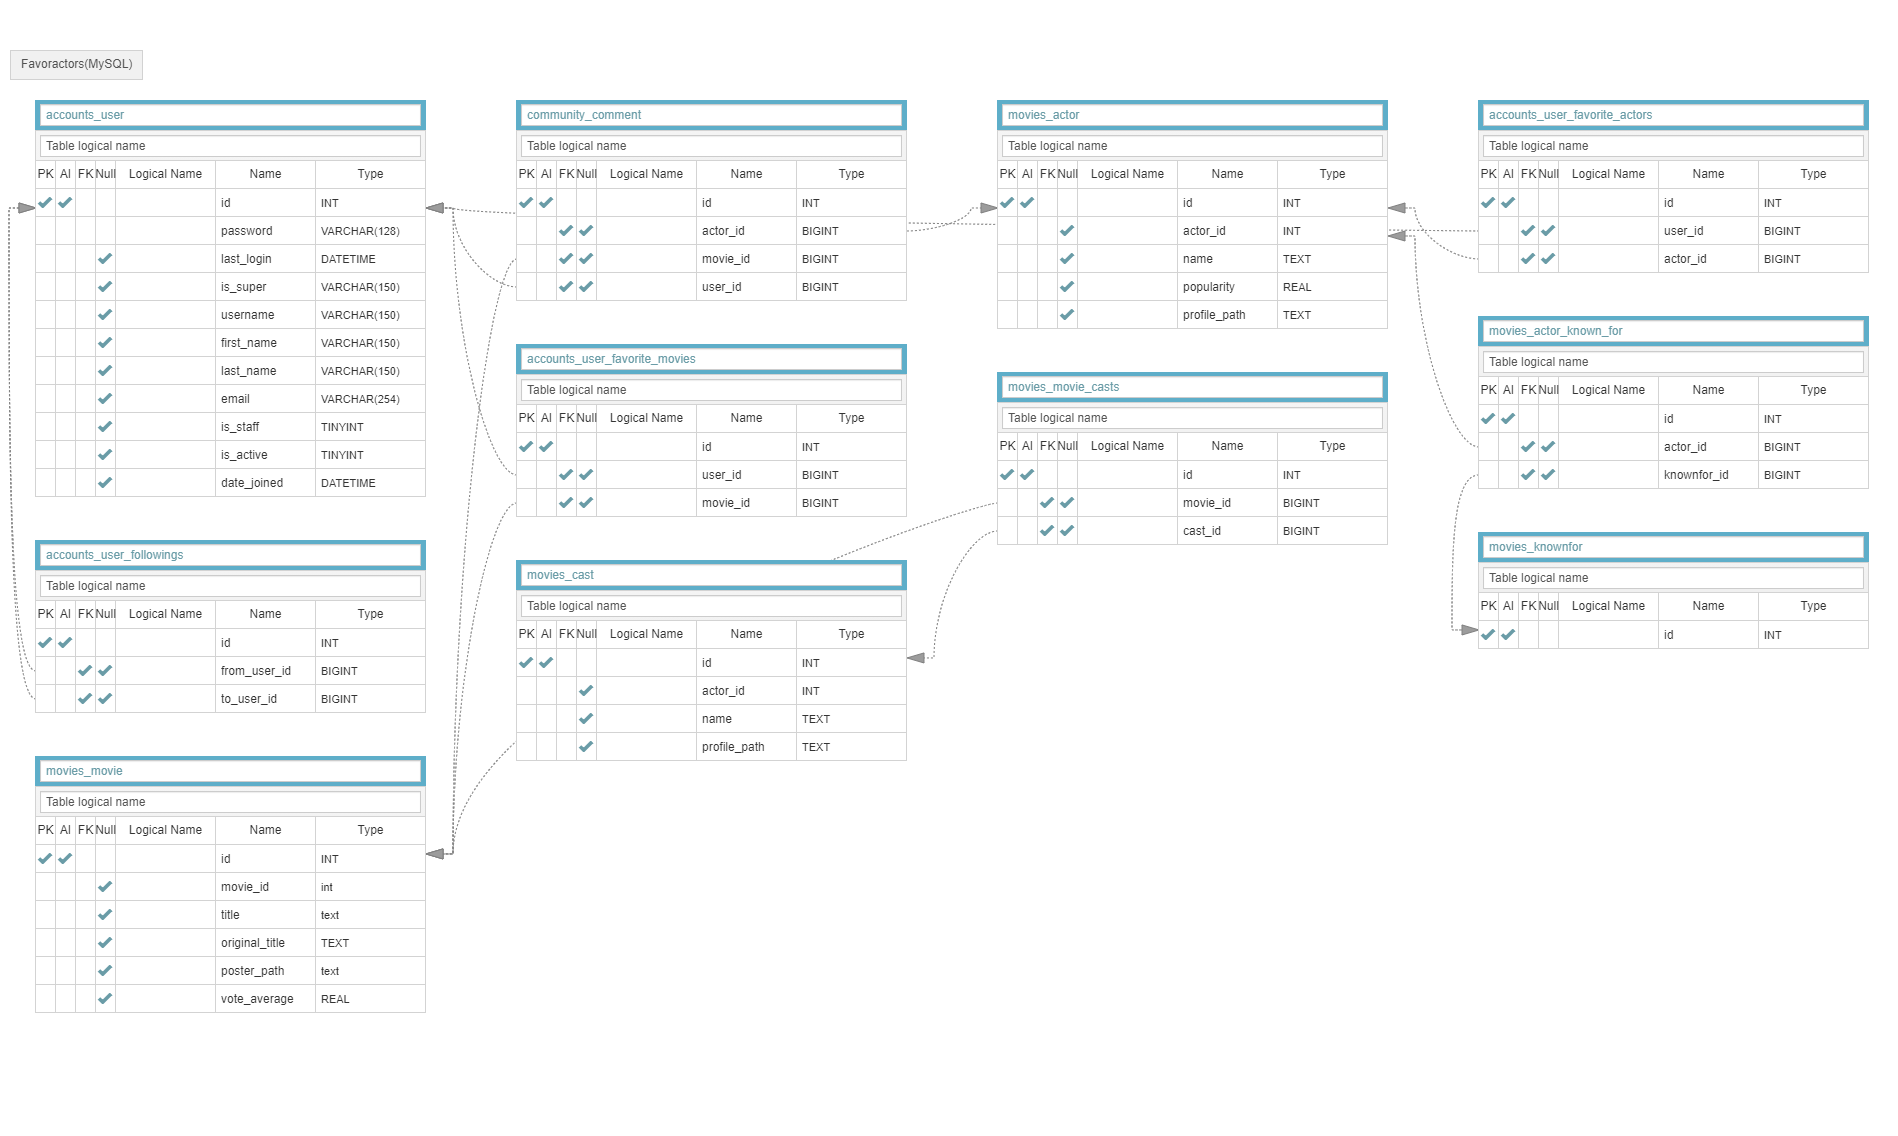 Favoractors(MySQL)
accounts_user
Table logical name
PK AI FK Null Logical Name Name Type
id INT
password VARCHAR(128)
last_login DATETIME
is_super VARCHAR(150)
username VARCHAR(150)
first_name VARCHAR(150)
last_name VARCHAR(150)
email VARCHAR(254)
is_staff TINYINT
is_active TINYINT
date_joined DATETIME
accounts_user_followings
Table logical name
PK AI FK Null Logical Name Name Type
id INT
from_user_id BIGINT
to_user_id BIGINT
movies_movie
Table logical name
PK AI FK Null Logical Name Name Type
id INT
movie_id int
title text
original_title TEXT
poster_path text
vote_average REAL
community_comment
Table logical name
PK AI FK Null Logical Name Name Type
id INT
actor_id BIGINT
movie_id BIGINT
user_id BIGINT
accounts_user_favorite_movies
Table logical name
PK AI FK Null Logical Name Name Type
id INT
user_id BIGINT
movie_id BIGINT
movies_cast
Table logical name
PK AI FK Null Logical Name Name Type
id INT
actor_id INT
name TEXT
profile_path TEXT
movies_actor
Table logical name
PK AI FK Null Logical Name Name Type
id INT
actor_id INT
name TEXT
popularity REAL
profile_path TEXT
movies_movie_casts
Table logical name
PK AI FK Null Logical Name Name Type
id INT
movie_id BIGINT
cast_id BIGINT
accounts_user_favorite_actors
Table logical name
PK AI FK Null Logical Name Name Type
id INT
user_id BIGINT
actor_id BIGINT
movies_actor_known_for
Table logical name
PK AI FK Null Logical Name Name Type
id INT
actor_id BIGINT
knownfor_id BIGINT
movies_knownfor
Table logical name
PK AI FK Null Logical Name Name Type
id INT